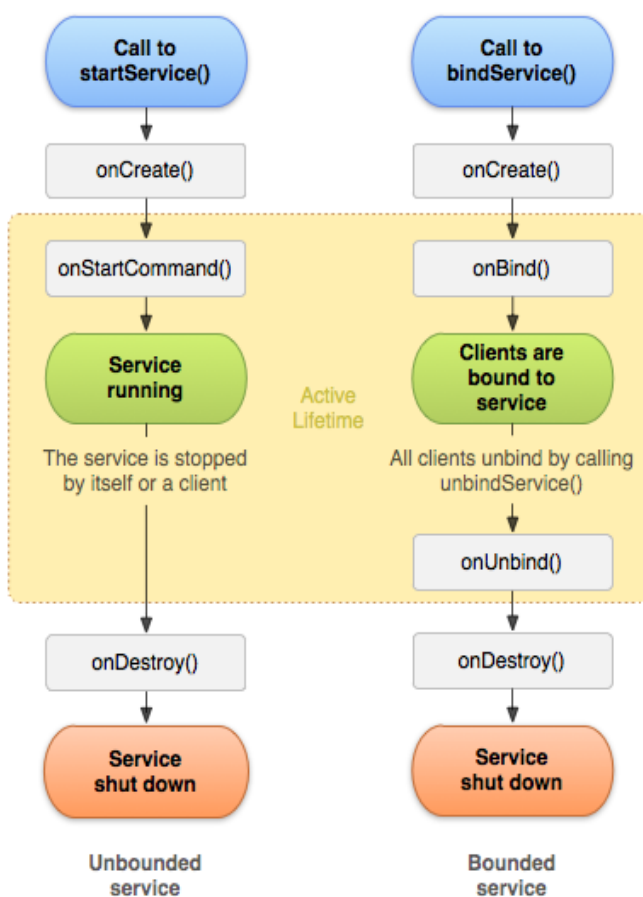 Call to
startService()
onCreate()
onStartCommand()
Service
running
The service is stopped
by itself or a client
onDestroy()
Service
shut down
Unbounded
service
Active
Lifetime
Call to
bindService()
onCreate()
onBind()
Clients are
bound to
service
All clients unbind by calling
unbindService()
onUnbind()
onDestroy()
Service
shut down
Bounded
service